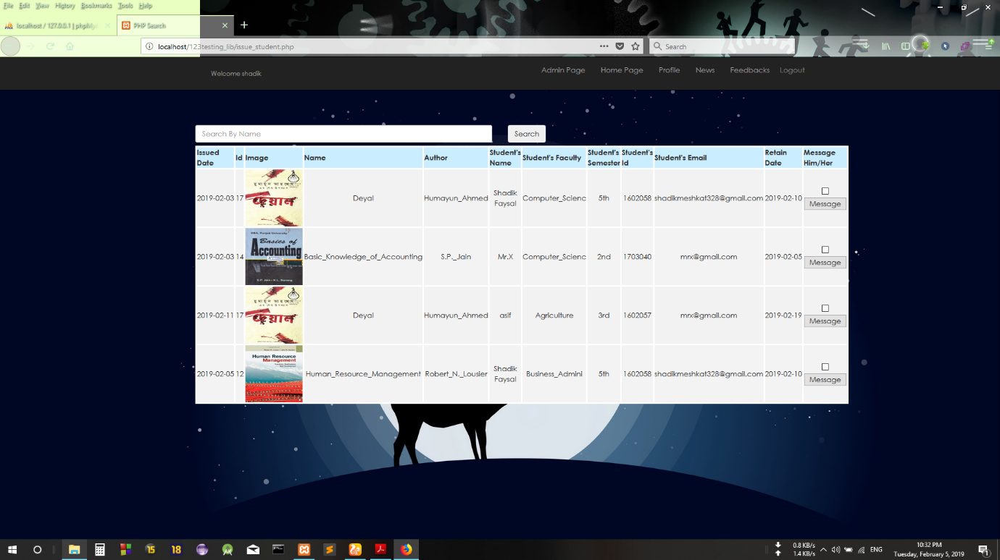 File Edit View History Bookmarks Tools Help
localhost / 127.0.0.1 | phpMy
PHP Search
localhost/123testing_lib/issue_student.php
Search
Welcome shadik
Admin Page Home Page Profile News Feedbacks Logout
Search By Name
Search
Issued Date Id Image Name Author Student's Name Student's Faculty Student's Semester Student's Id Student's Email Retain Date Message Him/Her
হুমায়ূন আহমেদ
দেয়াল
2019-02-03 17 Deyal Humayun_Ahmed Shadik Faysal Computer_Scienc 5th 1602058 shadikmeshkat328@gmail.com 2019-02-10 Message
Basics of
Accounting
S.P. Jain • K.L. Narang
2019-02-03 14 Basic_Knowledge_of_Accounting S.P._Jain Mr.X Computer_Scienc 2nd 1703040 mrx@gmail.com 2019-02-05 Message
হুমায়ূন আহমেদ
দেয়াল
2019-02-11 17 Deyal Humayun_Ahmed asif Agriculture 3rd 1602057 mrx@gmail.com 2019-02-19 Message
Human Resource
Management
2019-02-05 12 Human_Resource_Management Robert_N._Lousier Shadik Faysal Business_Admini 5th 1602058 shadikmeshkat328@gmail.com 2019-02-10 Message
15
18
0.8 KB/s
1.4 KB/s
ENG
10:32 PM
Tuesday, February 5, 2019
1